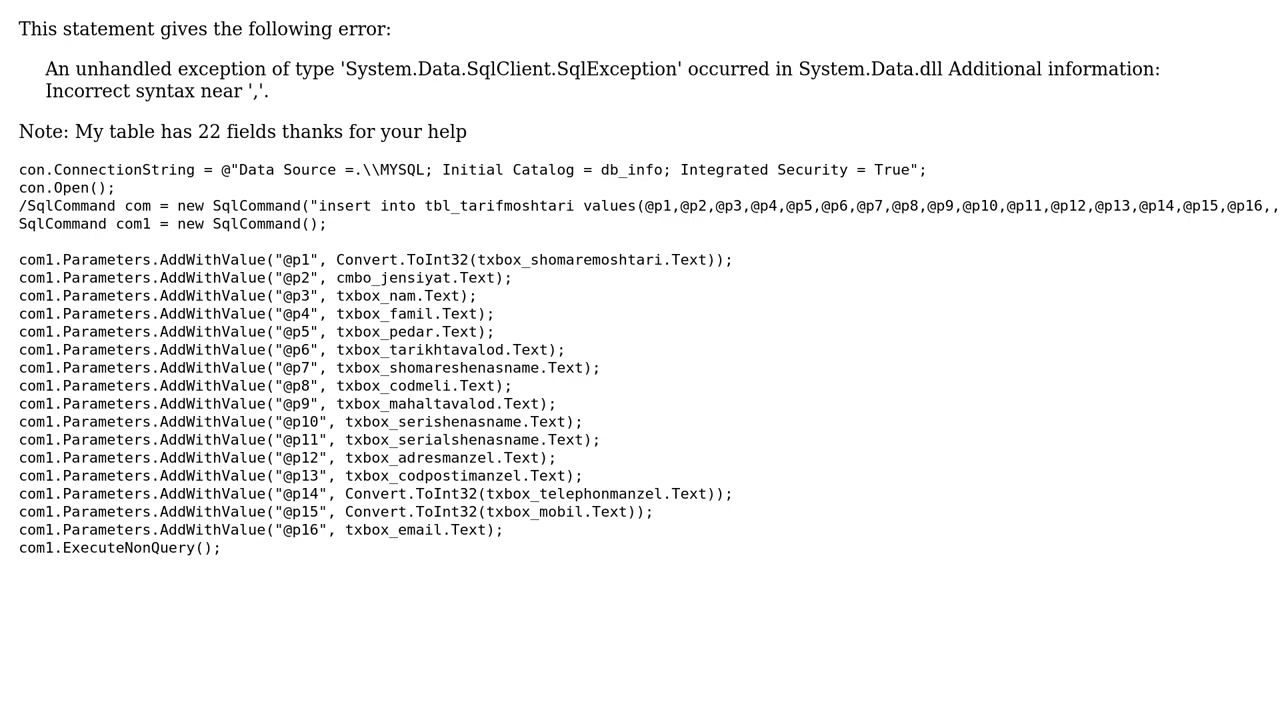 This statement gives the following error:
An unhandled exception of type 'System.Data.SqlClient.SqlException' occurred in System.Data.dll Additional information:
Incorrect syntax near ','.
Note: My table has 22 fields thanks for your help
con.ConnectionString = @"Data Source =.\\MYSQL; Initial Catalog = db_info; Integrated Security = True";
con.Open();
/SqlCommand com = new SqlCommand("insert into tbl_tarifmoshtari values(@p1,@p2,@p3,@p4,@p5,@p6,@p7,@p8,@p9,@p10,@p11,@p12,@p13,@p14,@p15,@p16,,
SqlCommand com1 = new SqlCommand();
com1.Parameters.AddWithValue("@p1", Convert.ToInt32(txbox_shomaremoshtari.Text));
com1.Parameters.AddWithValue("@p2", cmbo_jensiyat.Text);
com1.Parameters.AddWithValue("@p3", txbox_nam.Text);
com1.Parameters.AddWithValue("@p4", txbox_famil.Text);
com1.Parameters.AddWithValue("@p5", txbox_pedar.Text);
com1.Parameters.AddWithValue("@p6", txbox_tarikhtavalod.Text);
com1.Parameters.AddWithValue("@p7", txbox_shomareshenasname.Text);
com1.Parameters.AddWithValue("@p8", txbox_codmeli.Text);
com1.Parameters.AddWithValue("@p9", txbox_mahaltavalod.Text);
com1.Parameters.AddWithValue("@p10", txbox_serishenasname.Text);
com1.Parameters.AddWithValue("@p11", txbox_serialshenasname.Text);
com1.Parameters.AddWithValue("@p12", txbox_adresmanzel.Text);
com1.Parameters.AddWithValue("@p13", txbox_codpostimanzel.Text);
com1.Parameters.AddWithValue("@p14", Convert.ToInt32(txbox_telephonmanzel.Text));
com1.Parameters.AddWithValue("@p15", Convert.ToInt32(txbox_mobil.Text));
com1.Parameters.AddWithValue("@p16", txbox_email.Text);
com1.ExecuteNonQuery();